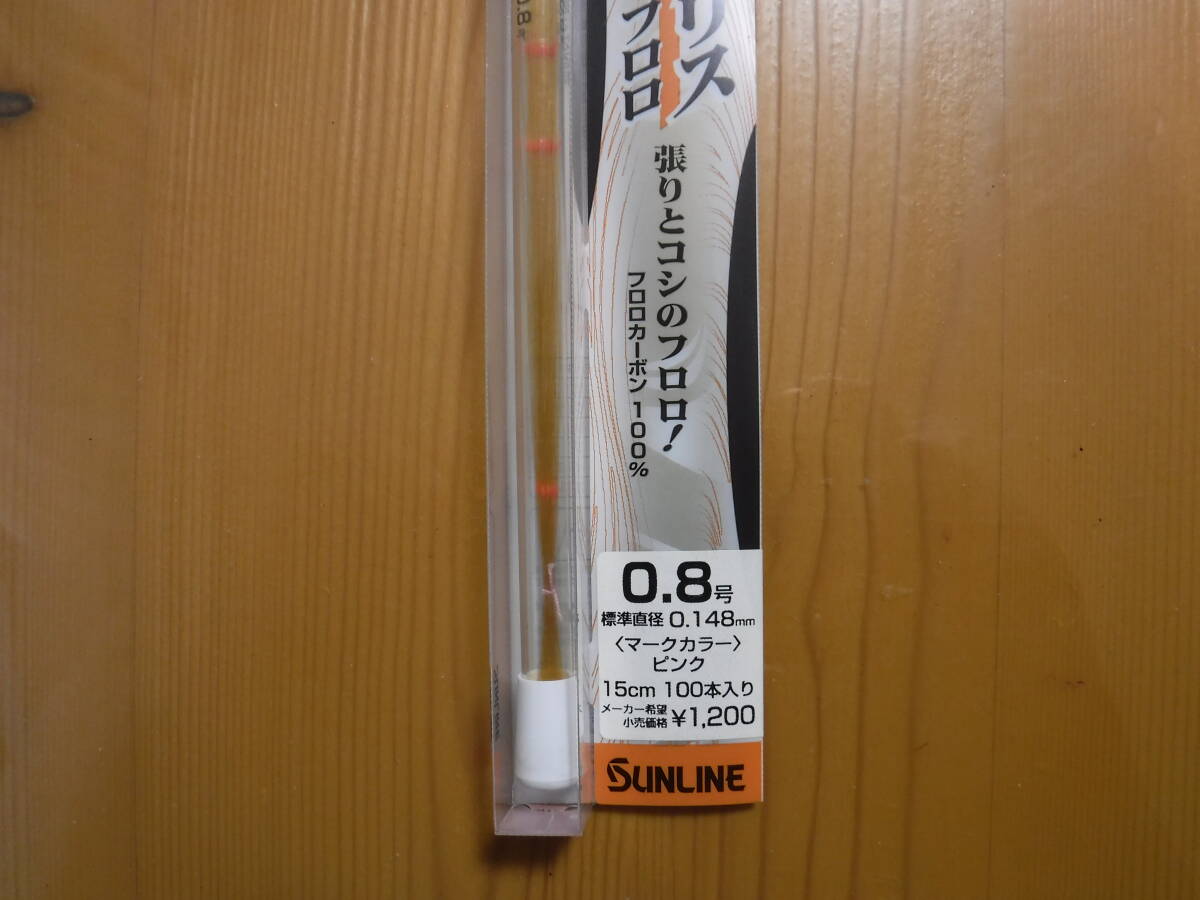 リス
フロロ
張りとコシのフロロ!
フロロカーボン 100%
0.8号
0.8号
標準直径 0.148mm
〈マークカラー〉
ピンク
15cm 100本入り
メーカー希望
小売価格 ¥1,200
SUNLINE